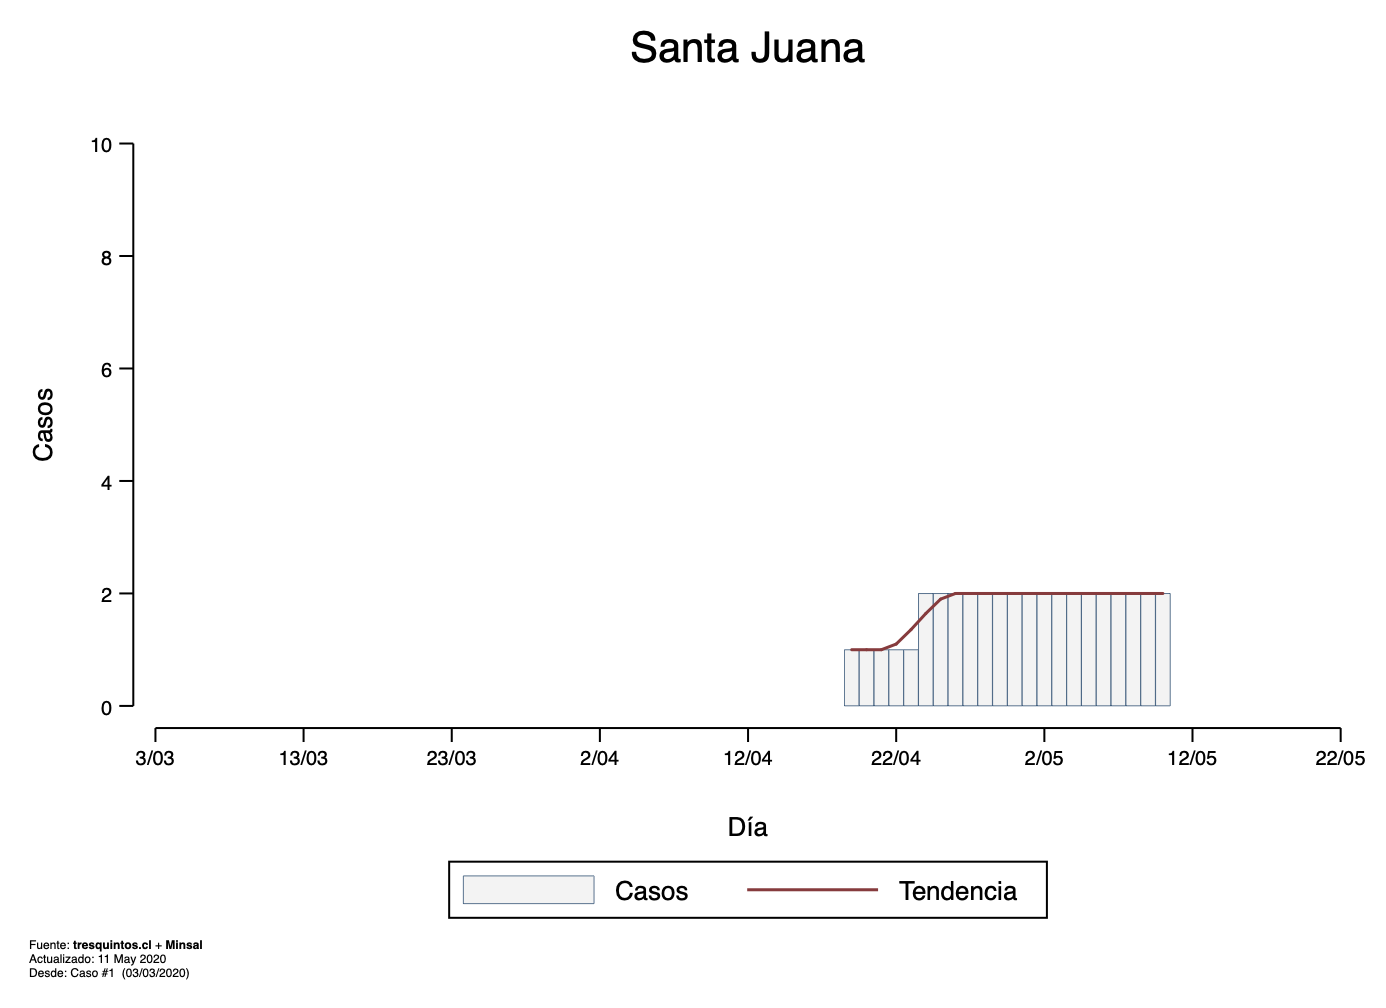 Santa Juana
10
8
6
4
2
0
Casos
3/03 13/03 23/03 2/04 12/04 22/04 2/05 12/05 22/05
Día
Casos Tendencia
Fuente: tresquintos.cl + Minsal
Actualizado: 11 May 2020
Desde: Caso #1 (03/03/2020)